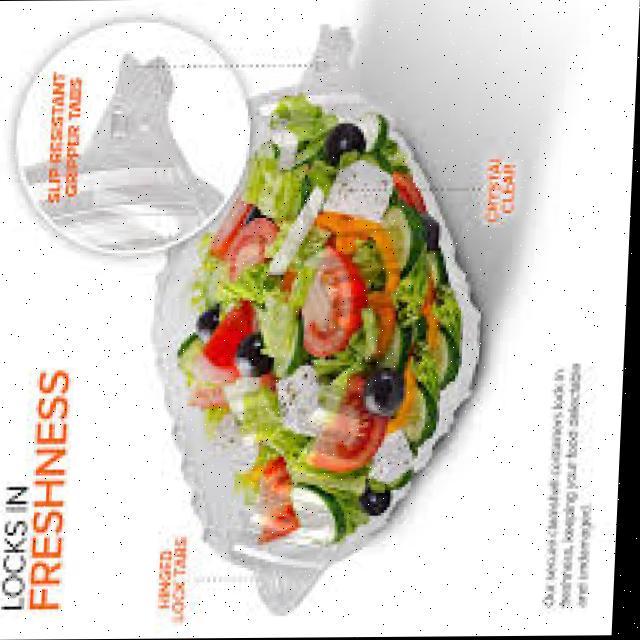 LOCKS IN
FRESHNESS
SLIP RESISTANT
GRIPPER TABS
HINGED
LOCK TABS
CRYSTAL
CLEAR
Our secure clamshell containers lock in
freshness, keeping your food delectable
and undamaged.